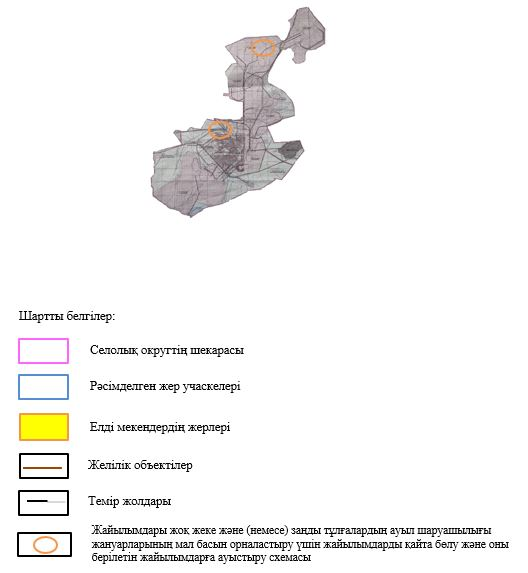 Шартты белгілер:
Селолық округтің шекарасы
Рәсімделген жер учаскелері
Елді мекендердің жерлері
Желілік объектілер
Темір жолдары
Жайылымдары жоқ жеке және (немесе) заңды тұлғалардың ауыл шаруашылығы
жануарларының мал басын орналастыру үшін жайылымдарды қайта бөлу және оны
берілетін жайылымдарға ауыстыру схемасы